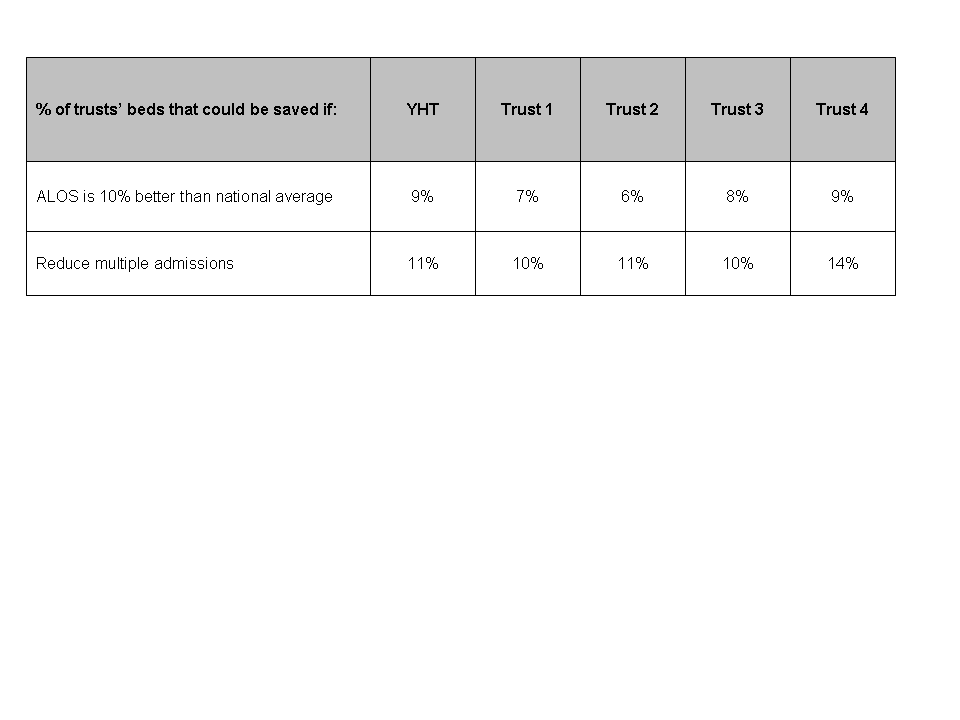 % of trusts’ beds that could be saved if: YHT Trust 1 Trust 2 Trust 3 Trust 4
ALOS is 10% better than national average 9% 7% 6% 8% 9%
Reduce multiple admissions 11% 10% 11% 10% 14%